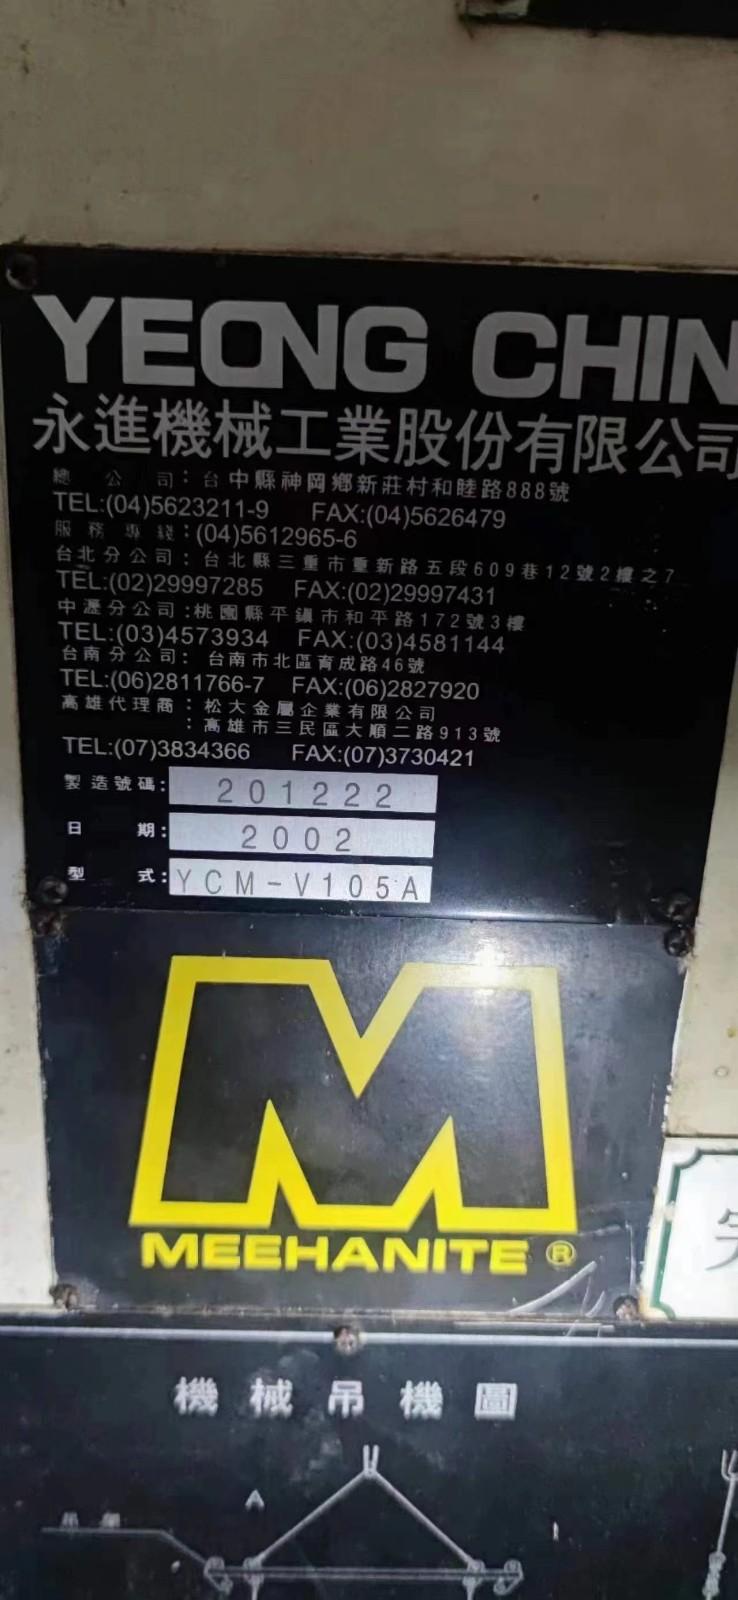 YEONG CHIN
永進機械工業股份有限公司
總公司：台中縣神岡鄉新莊村和睦路888號
TEL:(04)5623211-9 FAX:(04)5626479
服務專綫：(04)5612965-6
台北分公司：台北縣三重市重新路五段609巷12號2樓之7
TEL:(02)29997285 FAX:(02)29997431
中壢分公司：桃園縣平鎮市和平路172號3樓
TEL:(03)4573934 FAX:(03)4581144
台南分公司：台南市北區育成路46號
TEL:(06)2811766-7 FAX:(06)2827920
高雄代理商：松大金屬企業有限公司
：高雄市三民區大順二路913號
TEL:(07)3834366 FAX:(07)3730421
製造號碼：201222
日期：2002
型式：YCM-V105A
M
MEEHANITE ®
機械吊機圖
A